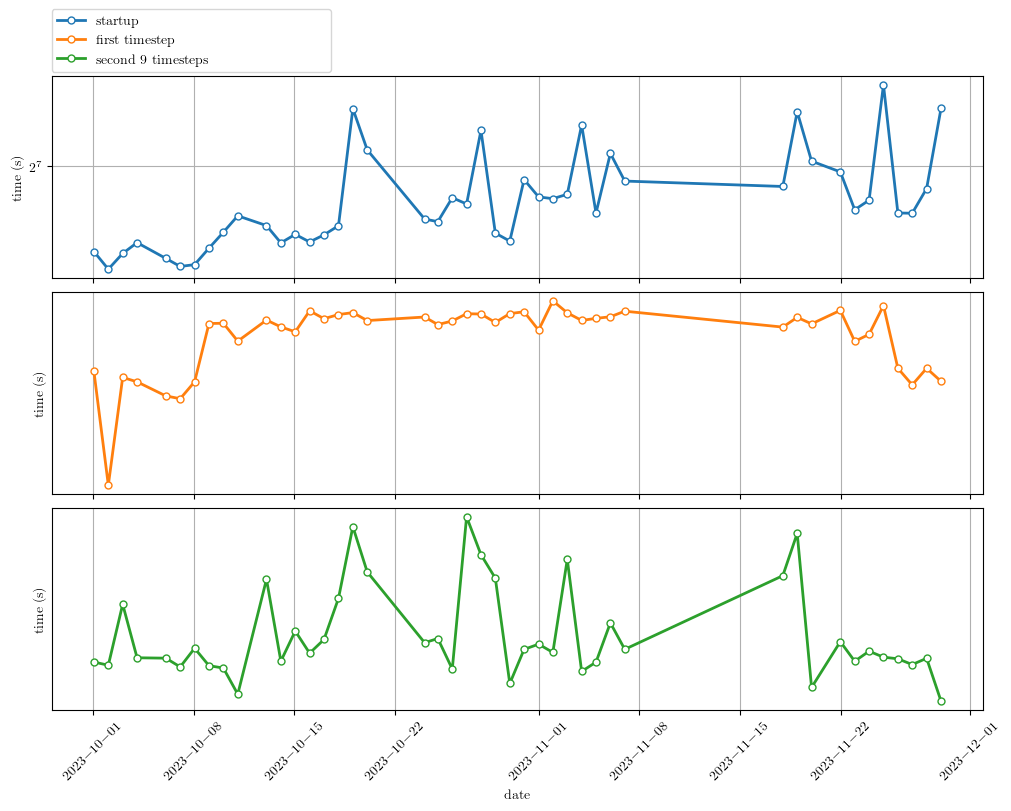 startup
first timestep
second 9 timesteps
time (s)
2⁷
time (s)
time (s)
2023−10−01
2023−10−08
2023−10−15
2023−10−22
2023−11−01
2023−11−08
2023−11−15
2023−11−22
2023−12−01
date